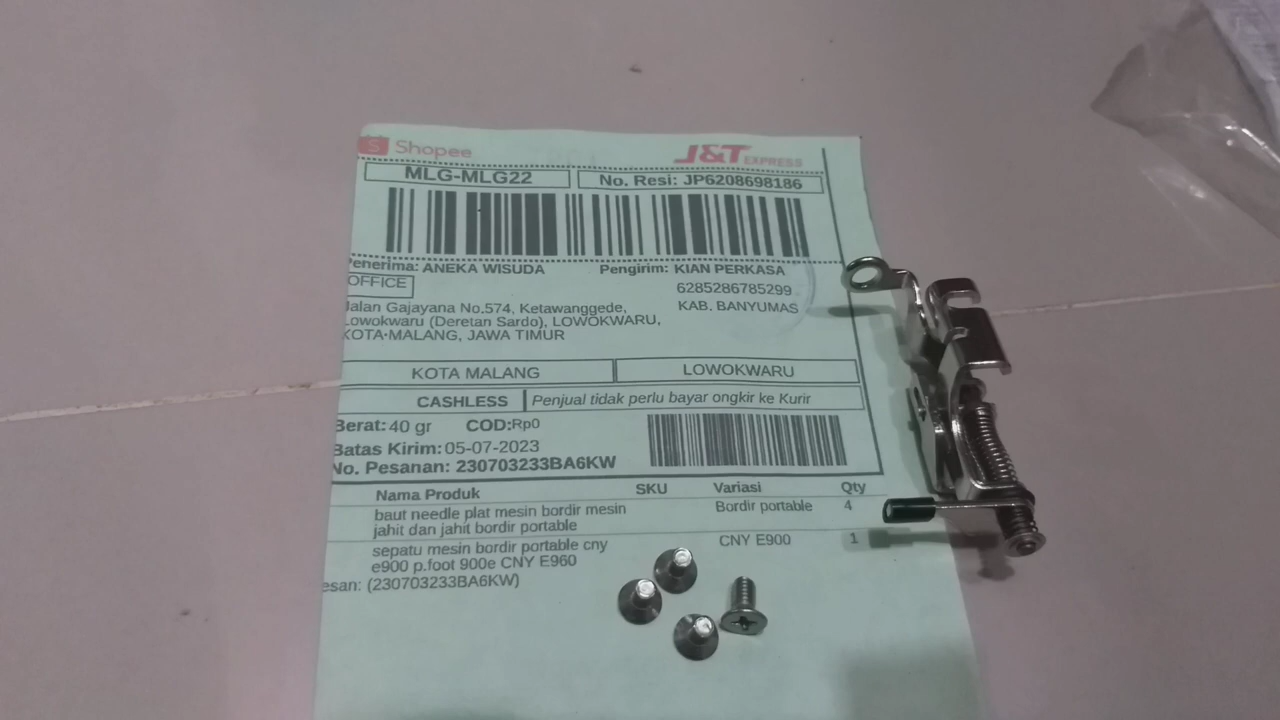 Shopee
J&T EXPRESS
MLG-MLG22
No. Resi: JP6208698186
Penerima: ANEKA WISUDA
Pengirim: KIAN PERKASA
OFFICE
6285286785299
KAB. BANYUMAS
Jalan Gajayana No.574, Ketawanggede,
Lowokwaru (Deretan Sardo), LOWOKWARU,
KOTA MALANG, JAWA TIMUR
KOTA MALANG
LOWOKWARU
CASHLESS
Penjual tidak perlu bayar ongkir ke Kurir
Berat: 40 gr
COD:Rp0
Batas Kirim: 05-07-2023
No. Pesanan: 230703233BA6KW
Nama Produk SKU Variasi Qty
baut needle plat mesin bordir mesin Bordir portable 4
jahit dan jahit bordir portable
sepatu mesin bordir portable cny CNY E900 1
e900 p.foot 900e CNY E960
esan: (230703233BA6KW)